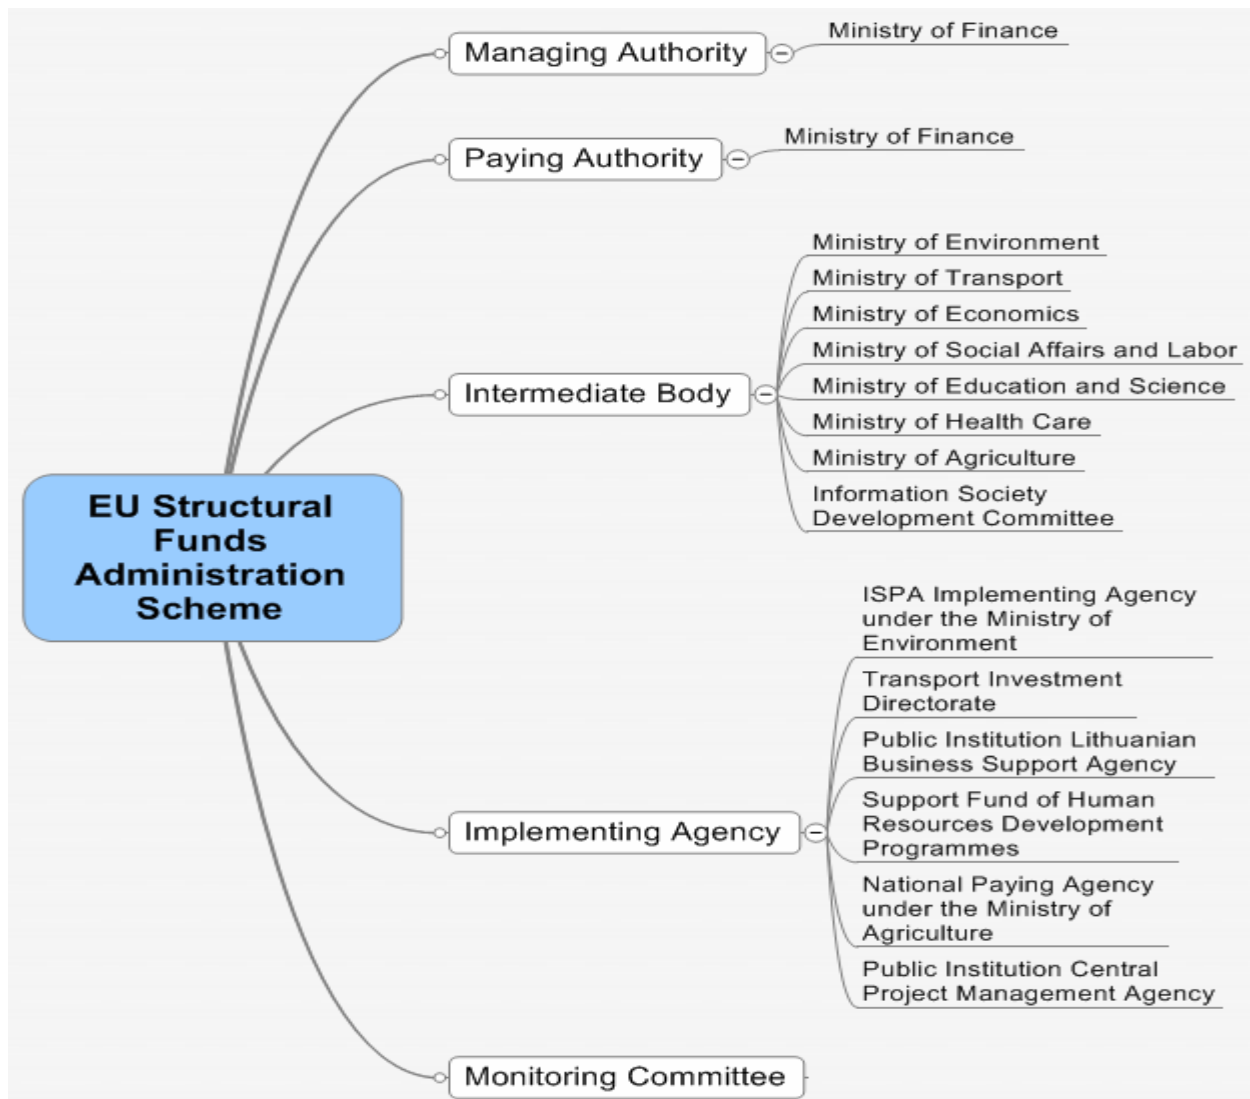 Managing Authority
Ministry of Finance
Paying Authority
Ministry of Finance
Intermediate Body
Ministry of Environment
Ministry of Transport
Ministry of Economics
Ministry of Social Affairs and Labor
Ministry of Education and Science
Ministry of Health Care
Ministry of Agriculture
Information Society
Development Committee
EU Structural
Funds
Administration
Scheme
Implementing Agency
ISPA Implementing Agency
under the Ministry of
Environment
Transport Investment
Directorate
Public Institution Lithuanian
Business Support Agency
Support Fund of Human
Resources Development
Programmes
National Paying Agency
under the Ministry of
Agriculture
Public Institution Central
Project Management Agency
Monitoring Committee